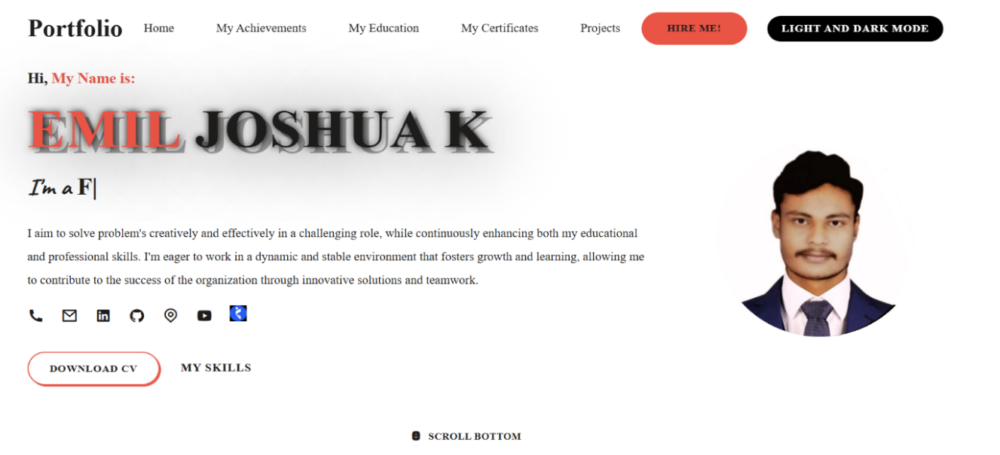 Portfolio Home My Achievements My Education My Certificates Projects HIRE ME! LIGHT AND DARK MODE
Hi, My Name is:
EMIL JOSHUA K
I'm a F|
I aim to solve problem's creatively and effectively in a challenging role, while continuously enhancing both my educational
and professional skills. I'm eager to work in a dynamic and stable environment that fosters growth and learning, allowing me
to contribute to the success of the organization through innovative solutions and teamwork.
DOWNLOAD CV MY SKILLS
SCROLL BOTTOM